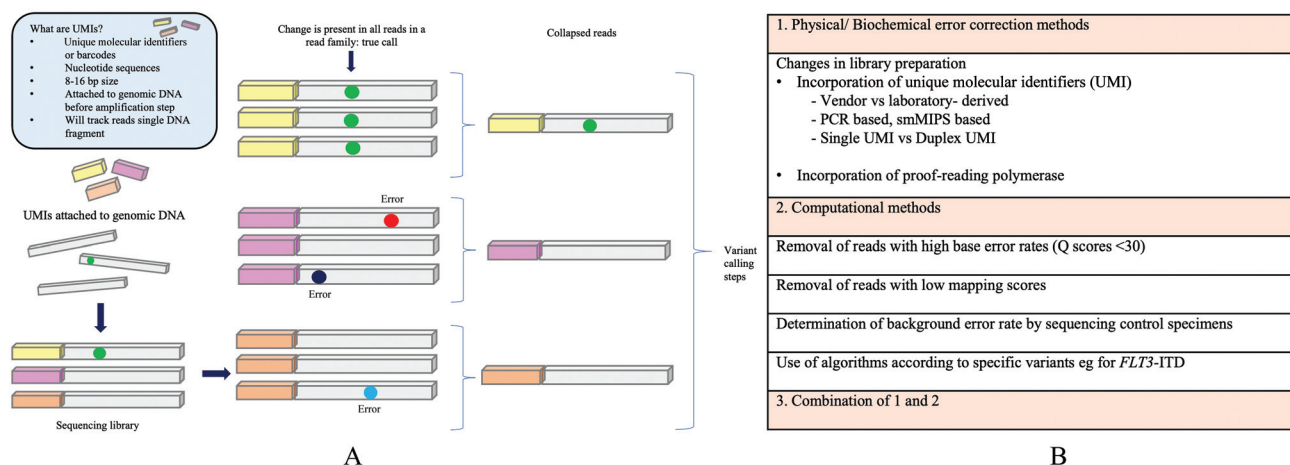 What are UMIs?
• Unique molecular identifiers
or barcodes
• Nucleotide sequences
• 8-16 bp size
• Attached to genomic DNA
before amplification step
• Will track reads single DNA
fragment
UMIs attached to genomic DNA
Sequencing library
Change is present in all reads in a
read family: true call
Error
Error
Error
Collapsed reads
Variant
calling
steps
A
1. Physical/ Biochemical error correction methods
Changes in library preparation
• Incorporation of unique molecular identifiers (UMI)
- Vendor vs laboratory- derived
- PCR based, smMIPS based
- Single UMI vs Duplex UMI
• Incorporation of proof-reading polymerase
2. Computational methods
Removal of reads with high base error rates (Q scores <30)
Removal of reads with low mapping scores
Determination of background error rate by sequencing control specimens
Use of algorithms according to specific variants eg for FLT3-ITD
3. Combination of 1 and 2
B